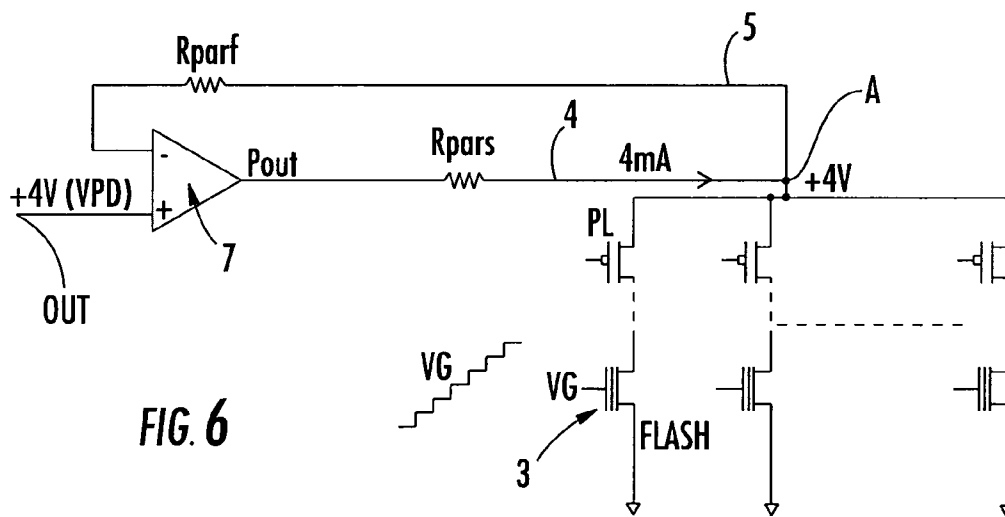 5
Rparf
A
4
Rpars
4mA
Pout
-
+4V (VPD)
+
7
+4V
PL
OUT
VG
VG
FIG. 6
3
FLASH